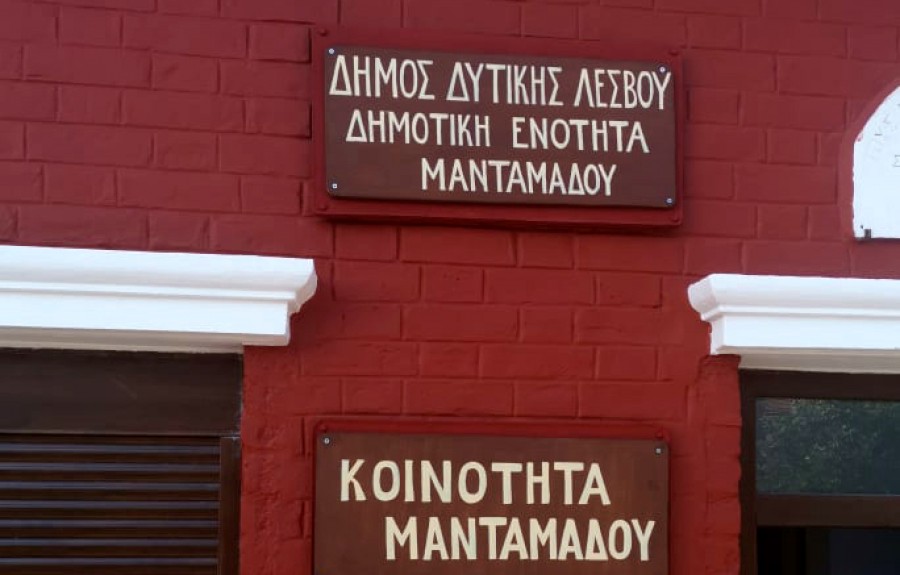 ΔΗΜΟΣ ΔΥΤΙΚΗΣ ΛΕΣΒΟΥ
ΔΗΜΟΤΙΚΗ ΕΝΟΤΗΤΑ
ΜΑΝΤΑΜΑΔΟΥ
ΚΟΙΝΟΤΗΤΑ
ΜΑΝΤΑΜΑΔΟΥ